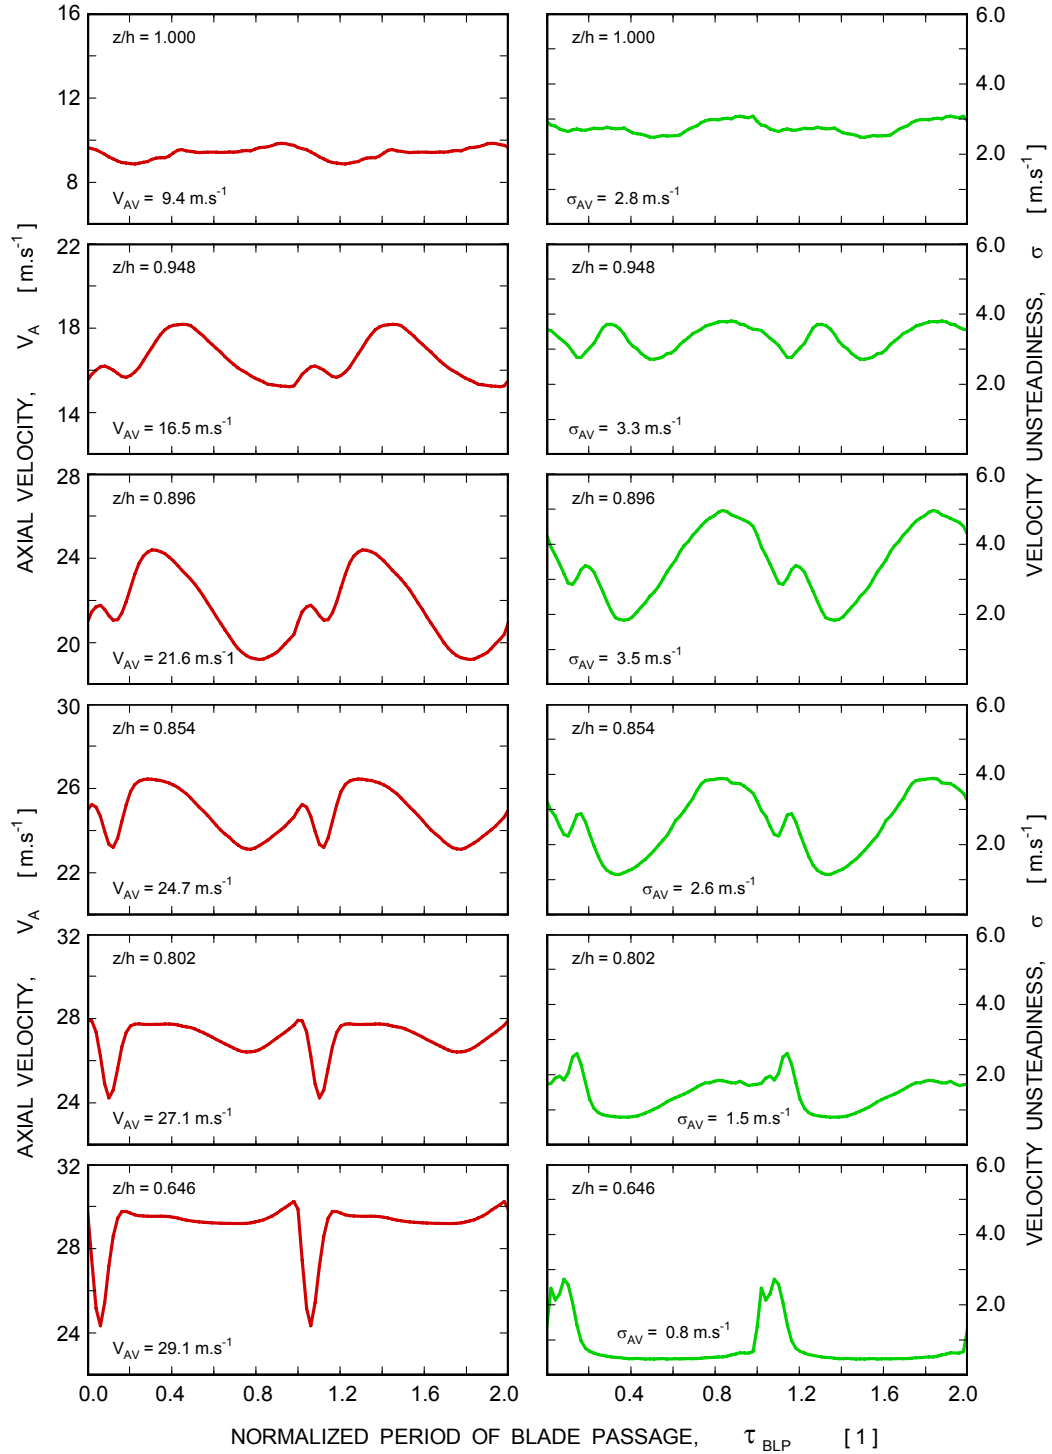 16
12
8
z/h = 1.000
V_AV = 9.4 m.s⁻¹
22
18
14
z/h = 0.948
V_AV = 16.5 m.s⁻¹
28
24
20
z/h = 0.896
V_AV = 21.6 m.s⁻1
30
26
22
z/h = 0.854
V_AV = 24.7 m.s⁻¹
32
28
24
z/h = 0.802
V_AV = 27.1 m.s⁻¹
32
28
24
z/h = 0.646
V_AV = 29.1 m.s⁻¹
0.0 0.4 0.8 1.2 1.6 2.0
AXIAL VELOCITY, V_A [ m.s⁻¹ ]
AXIAL VELOCITY, V_A [ m.s⁻¹ ]
z/h = 1.000
σ_AV = 2.8 m.s⁻¹
6.0
4.0
2.0
z/h = 0.948
σ_AV = 3.3 m.s⁻¹
6.0
4.0
2.0
z/h = 0.896
σ_AV = 3.5 m.s⁻¹
6.0
4.0
2.0
z/h = 0.854
σ_AV = 2.6 m.s⁻¹
6.0
4.0
2.0
z/h = 0.802
σ_AV = 1.5 m.s⁻¹
6.0
4.0
2.0
z/h = 0.646
σ_AV = 0.8 m.s⁻¹
6.0
4.0
2.0
0.4 0.8 1.2 1.6 2.0
VELOCITY UNSTEADINESS, σ [ m.s⁻¹ ]
VELOCITY UNSTEADINESS, σ [ m.s⁻¹ ]
NORMALIZED PERIOD OF BLADE PASSAGE, τ_BLP [ 1 ]